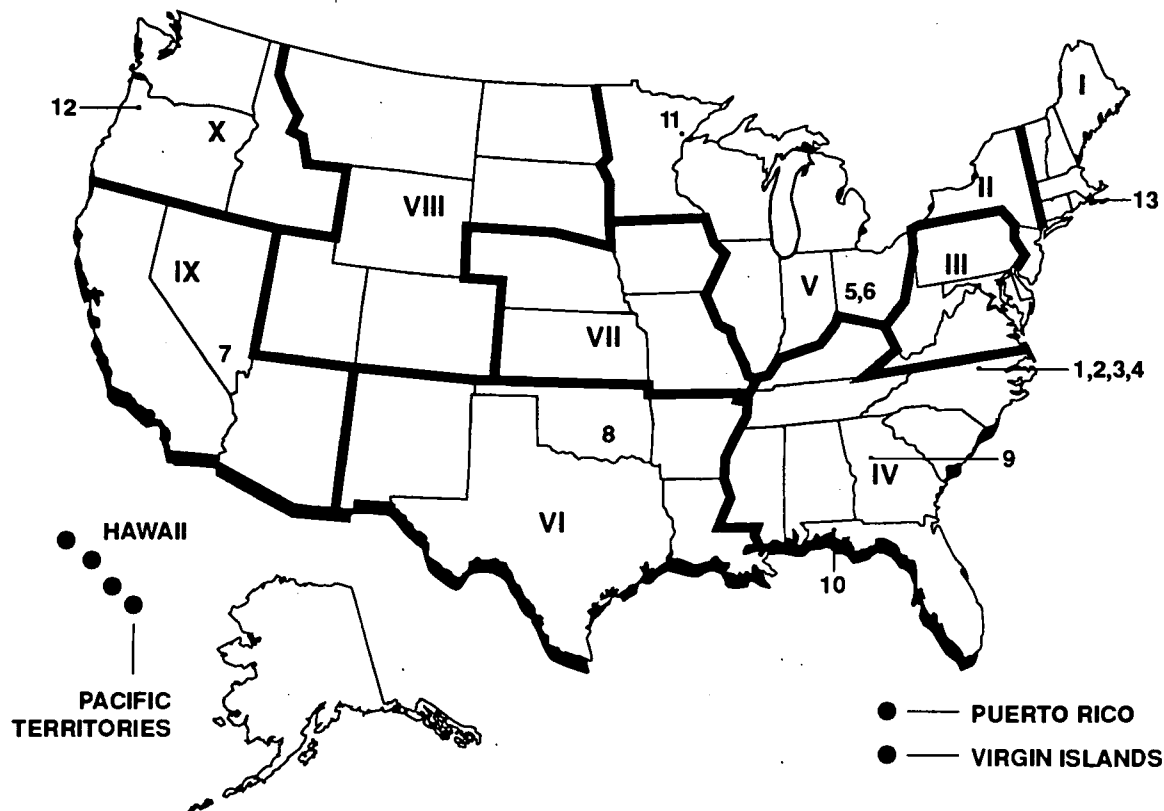 I
12
X
11
II
13
VIII
III
IX
V
5,6
VII
7
1,2,3,4
8
IV
9
VI
HAWAII
10
PACIFIC
TERRITORIES
PUERTO RICO
VIRGIN ISLANDS